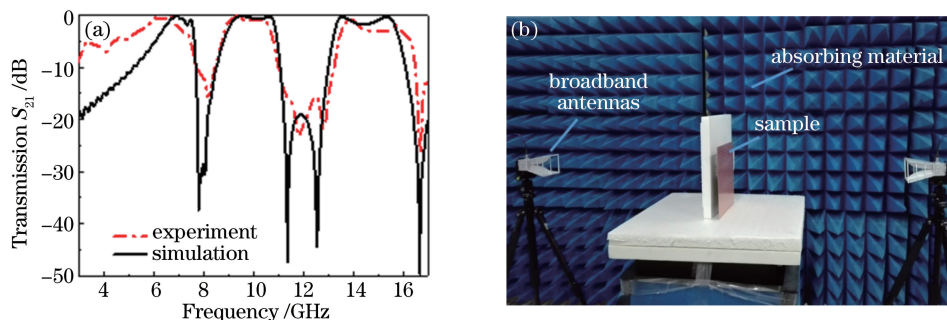 (a)
Transmission S21 /dB
0
−10
−20
−30
−40
−50
experiment
simulation
4 6 8 10 12 14 16
Frequency /GHz
(b)
absorbing material
broadband
antennas
sample